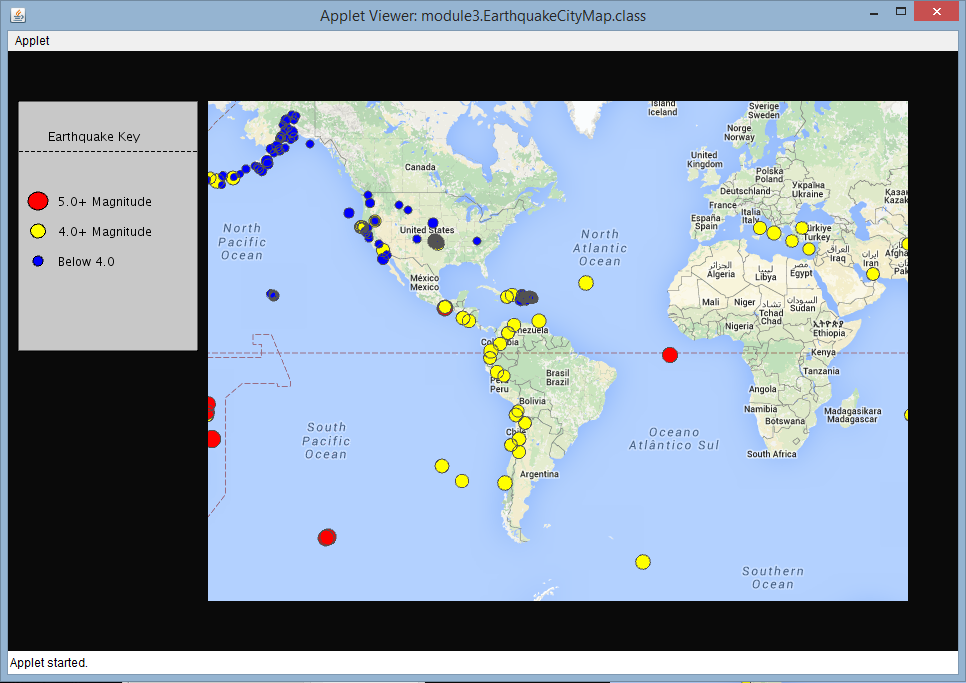 Applet Viewer: module3.EarthquakeCityMap.class
Applet
Earthquake Key
5.0+ Magnitude
4.0+ Magnitude
Below 4.0
Island
Iceland
Sverige
Sweden
Norge
Norway
United
Kingdom
Polska
Poland
Deutschland
Україна
Ukraine
France
Italia
Italy
España
Spain
Türkiye
Turkey
Canada
United States
México
Mexico
North
Pacific
Ocean
North
Atlantic
Ocean
الجزائر
Algeria
ليبيا
Libya
مصر
Egypt
العراق
Iraq
ایران
Iran
Mali
Niger
تشاد
Tchad
Chad
السودان
Sudan
Nigeria
ኢትዮጵያ
Ethiopia
Kenya
Tanzania
Angola
Namibia
Botswana
Madagasikara
Madagascar
South Africa
Perú
Peru
Brasil
Brazil
Bolivia
Chile
Argentina
South
Pacific
Ocean
Oceano
Atlântico Sul
Southern
Ocean
Applet started.